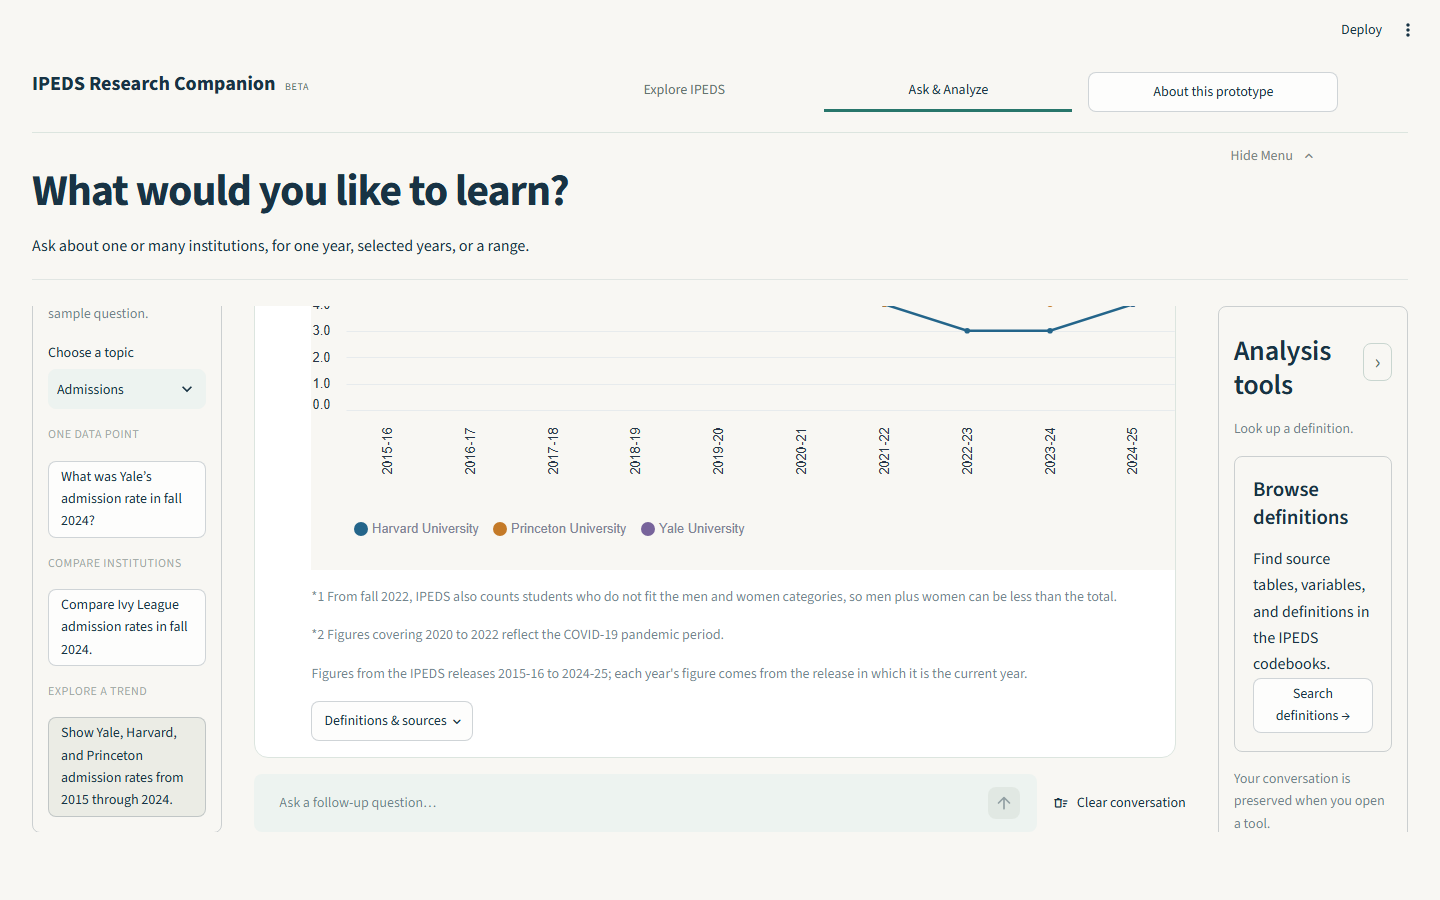 Deploy
IPEDS Research Companion BETA
Explore IPEDS
Ask & Analyze
About this prototype
Hide Menu
What would you like to learn?
Ask about one or many institutions, for one year, selected years, or a range.
sample question.
Choose a topic
Admissions
ONE DATA POINT
What was Yale’s
admission rate in fall
2024?
COMPARE INSTITUTIONS
Compare Ivy League
admission rates in fall
2024.
EXPLORE A TREND
Show Yale, Harvard,
and Princeton
admission rates from
2015 through 2024.
4.0
3.0
2.0
1.0
0.0
2015-16
2016-17
2017-18
2018-19
2019-20
2020-21
2021-22
2022-23
2023-24
2024-25
Harvard University
Princeton University
Yale University
*1 From fall 2022, IPEDS also counts students who do not fit the men and women categories, so men plus women can be less than the total.
*2 Figures covering 2020 to 2022 reflect the COVID-19 pandemic period.
Figures from the IPEDS releases 2015-16 to 2024-25; each year's figure comes from the release in which it is the current year.
Definitions & sources
Ask a follow-up question…
Clear conversation
Analysis
tools
Look up a definition.
Browse
definitions
Find source
tables, variables,
and definitions in
the IPEDS
codebooks.
Search
definitions →
Your conversation is
preserved when you open
a tool.